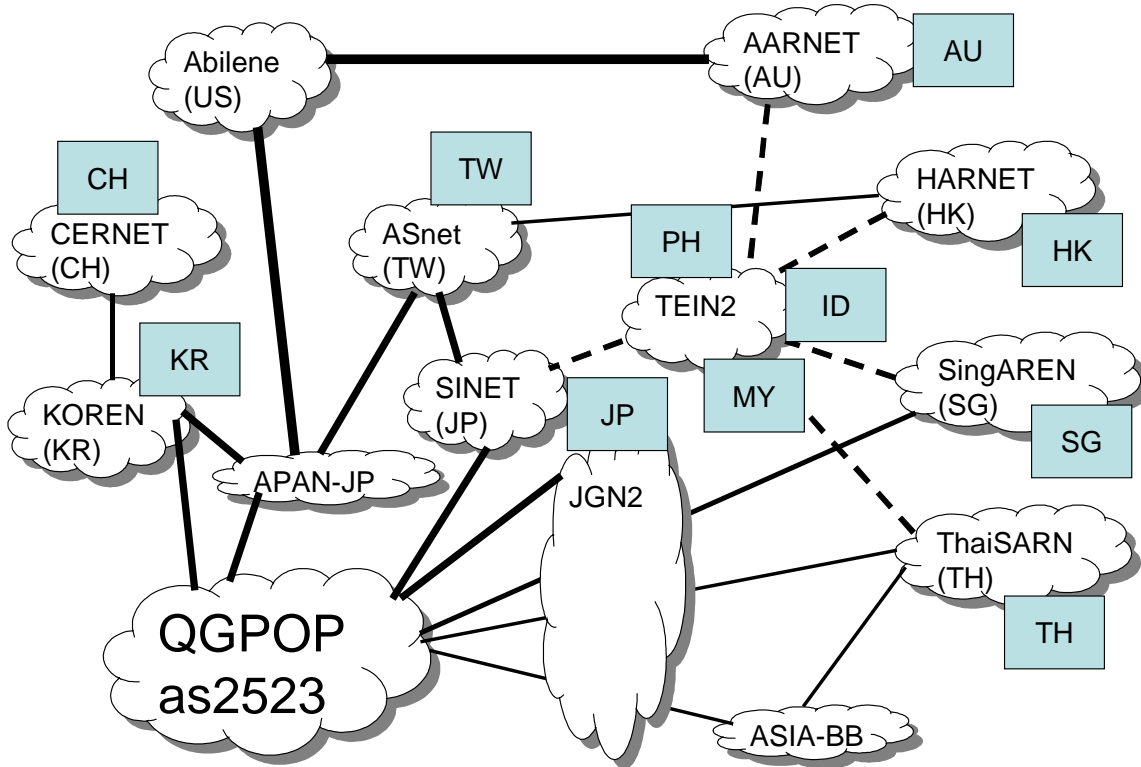 Abilene
(US)
AARNET
(AU)
AU
CH
CERNET
(CH)
TW
ASnet
(TW)
HARNET
(HK)
HK
PH
TEIN2
ID
MY
KR
KOREN
(KR)
SINET
(JP)
JP
JGN2
SingAREN
(SG)
SG
APAN-JP
ThaiSARN
(TH)
TH
QGPOP
as2523
ASIA-BB